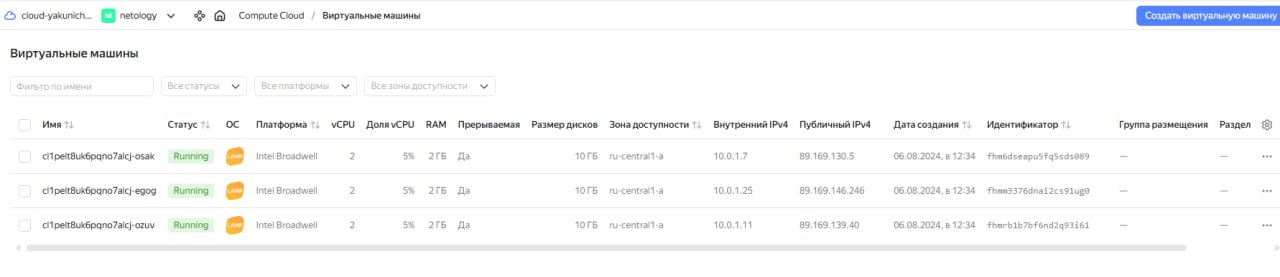 cloud-yakunich... NE netology Compute Cloud / Виртуальные машины Создать виртуальную машину
Виртуальные машины
Фильтр по имени Все статусы Все платформы Все зоны доступности
Имя Статус ОС Платформа vCPU Доля vCPU RAM Прерываемая Размер дисков Зона доступности Внутренний IPv4 Публичный IPv4 Дата создания Идентификатор Группа размещения Раздел
cl1pelt8uk6pqno7alcj-osak Running LAMP Intel Broadwell 2 5% 2 ГБ Да 10 ГБ ru-central1-a 10.0.1.7 89.169.130.5 06.08.2024, в 12:34 fhm6dseapu5fq5sds089 — —
cl1pelt8uk6pqno7alcj-egog Running LAMP Intel Broadwell 2 5% 2 ГБ Да 10 ГБ ru-central1-a 10.0.1.25 89.169.146.246 06.08.2024, в 12:34 fhmm3376dnai2cs91ug0 — —
cl1pelt8uk6pqno7alcj-ozuv Running LAMP Intel Broadwell 2 5% 2 ГБ Да 10 ГБ ru-central1-a 10.0.1.11 89.169.139.40 06.08.2024, в 12:34 fhmrb1b7bf6nd2q93i61 — —